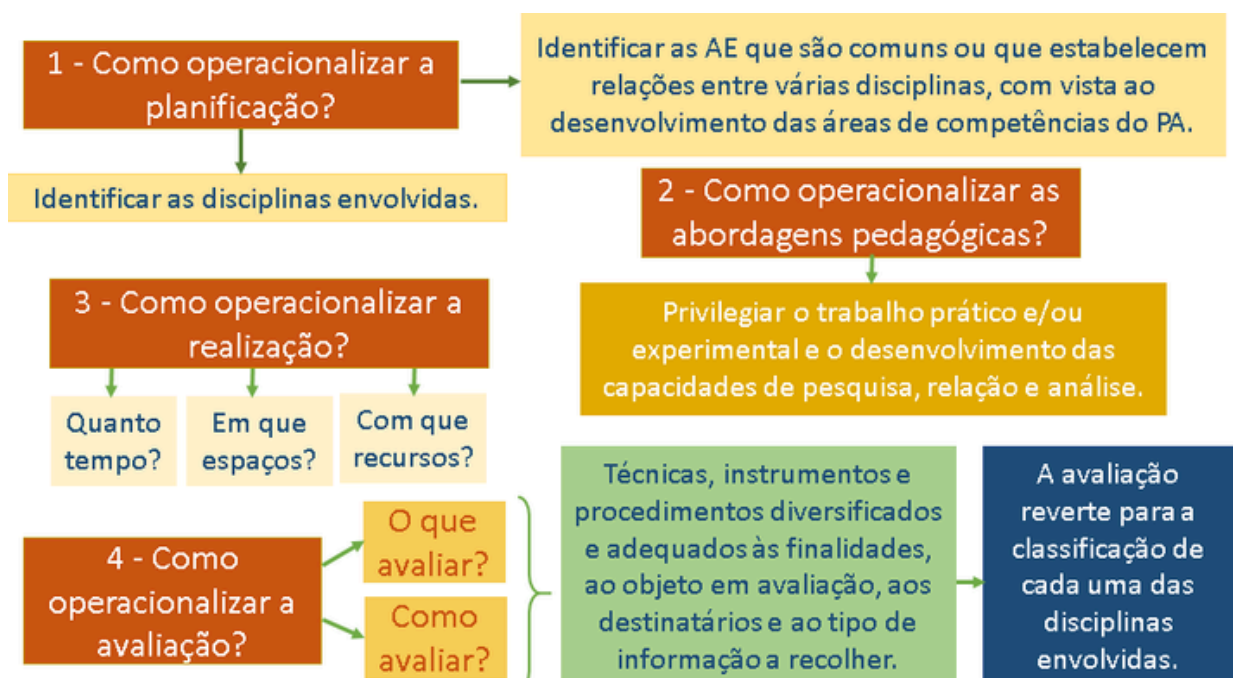 1 - Como operacionalizar a
planificação?
Identificar as AE que são comuns ou que estabelecem
relações entre várias disciplinas, com vista ao
desenvolvimento das áreas de competências do PA.
Identificar as disciplinas envolvidas.
2 - Como operacionalizar as
abordagens pedagógicas?
Privilegiar o trabalho prático e/ou
experimental e o desenvolvimento das
capacidades de pesquisa, relação e análise.
3 - Como operacionalizar a
realização?
Quanto
tempo?
Em que
espaços?
Com que
recursos?
4 - Como
operacionalizar a
avaliação?
O que
avaliar?
Como
avaliar?
Técnicas, instrumentos e
procedimentos diversificados
e adequados às finalidades,
ao objeto em avaliação, aos
destinatários e ao tipo de
informação a recolher.
A avaliação
reverte para a
classificação de
cada uma das
disciplinas
envolvidas.